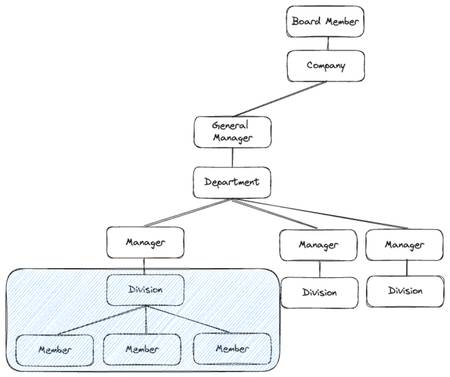 Board Member
Company
General
Manager
Department
Manager
Manager
Manager
Division
Division
Division
Member
Member
Member